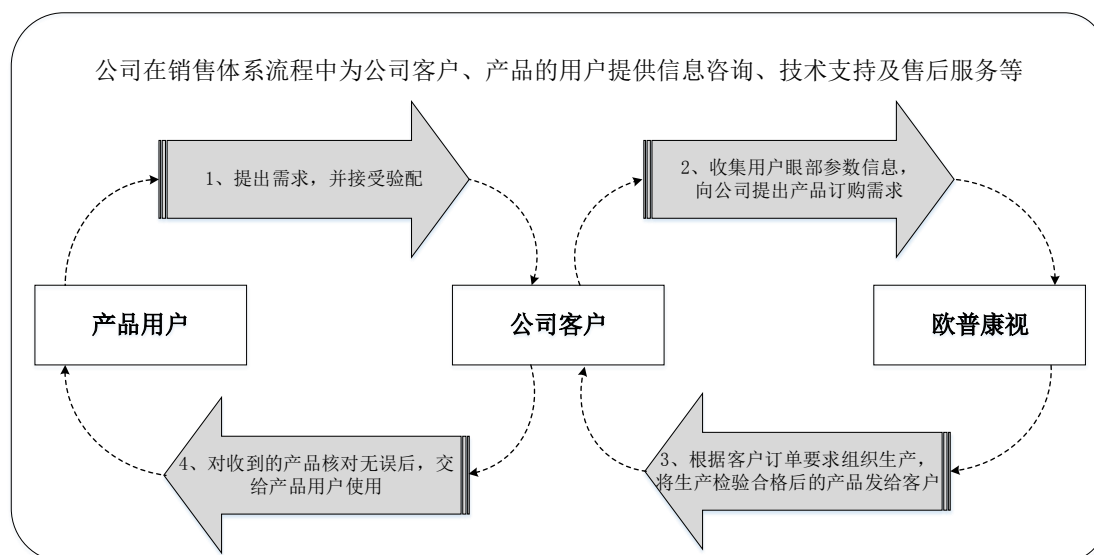 公司在销售体系流程中为公司客户、产品的用户提供信息咨询、技术支持及售后服务等
1、提出需求，并接受验配
2、收集用户眼部参数信息，
向公司提出产品订购需求
产品用户
公司客户
欧普康视
4、对收到的产品核对无误后，交
给产品用户使用
3、根据客户订单要求组织生产，
将生产检验合格后的产品发给客户